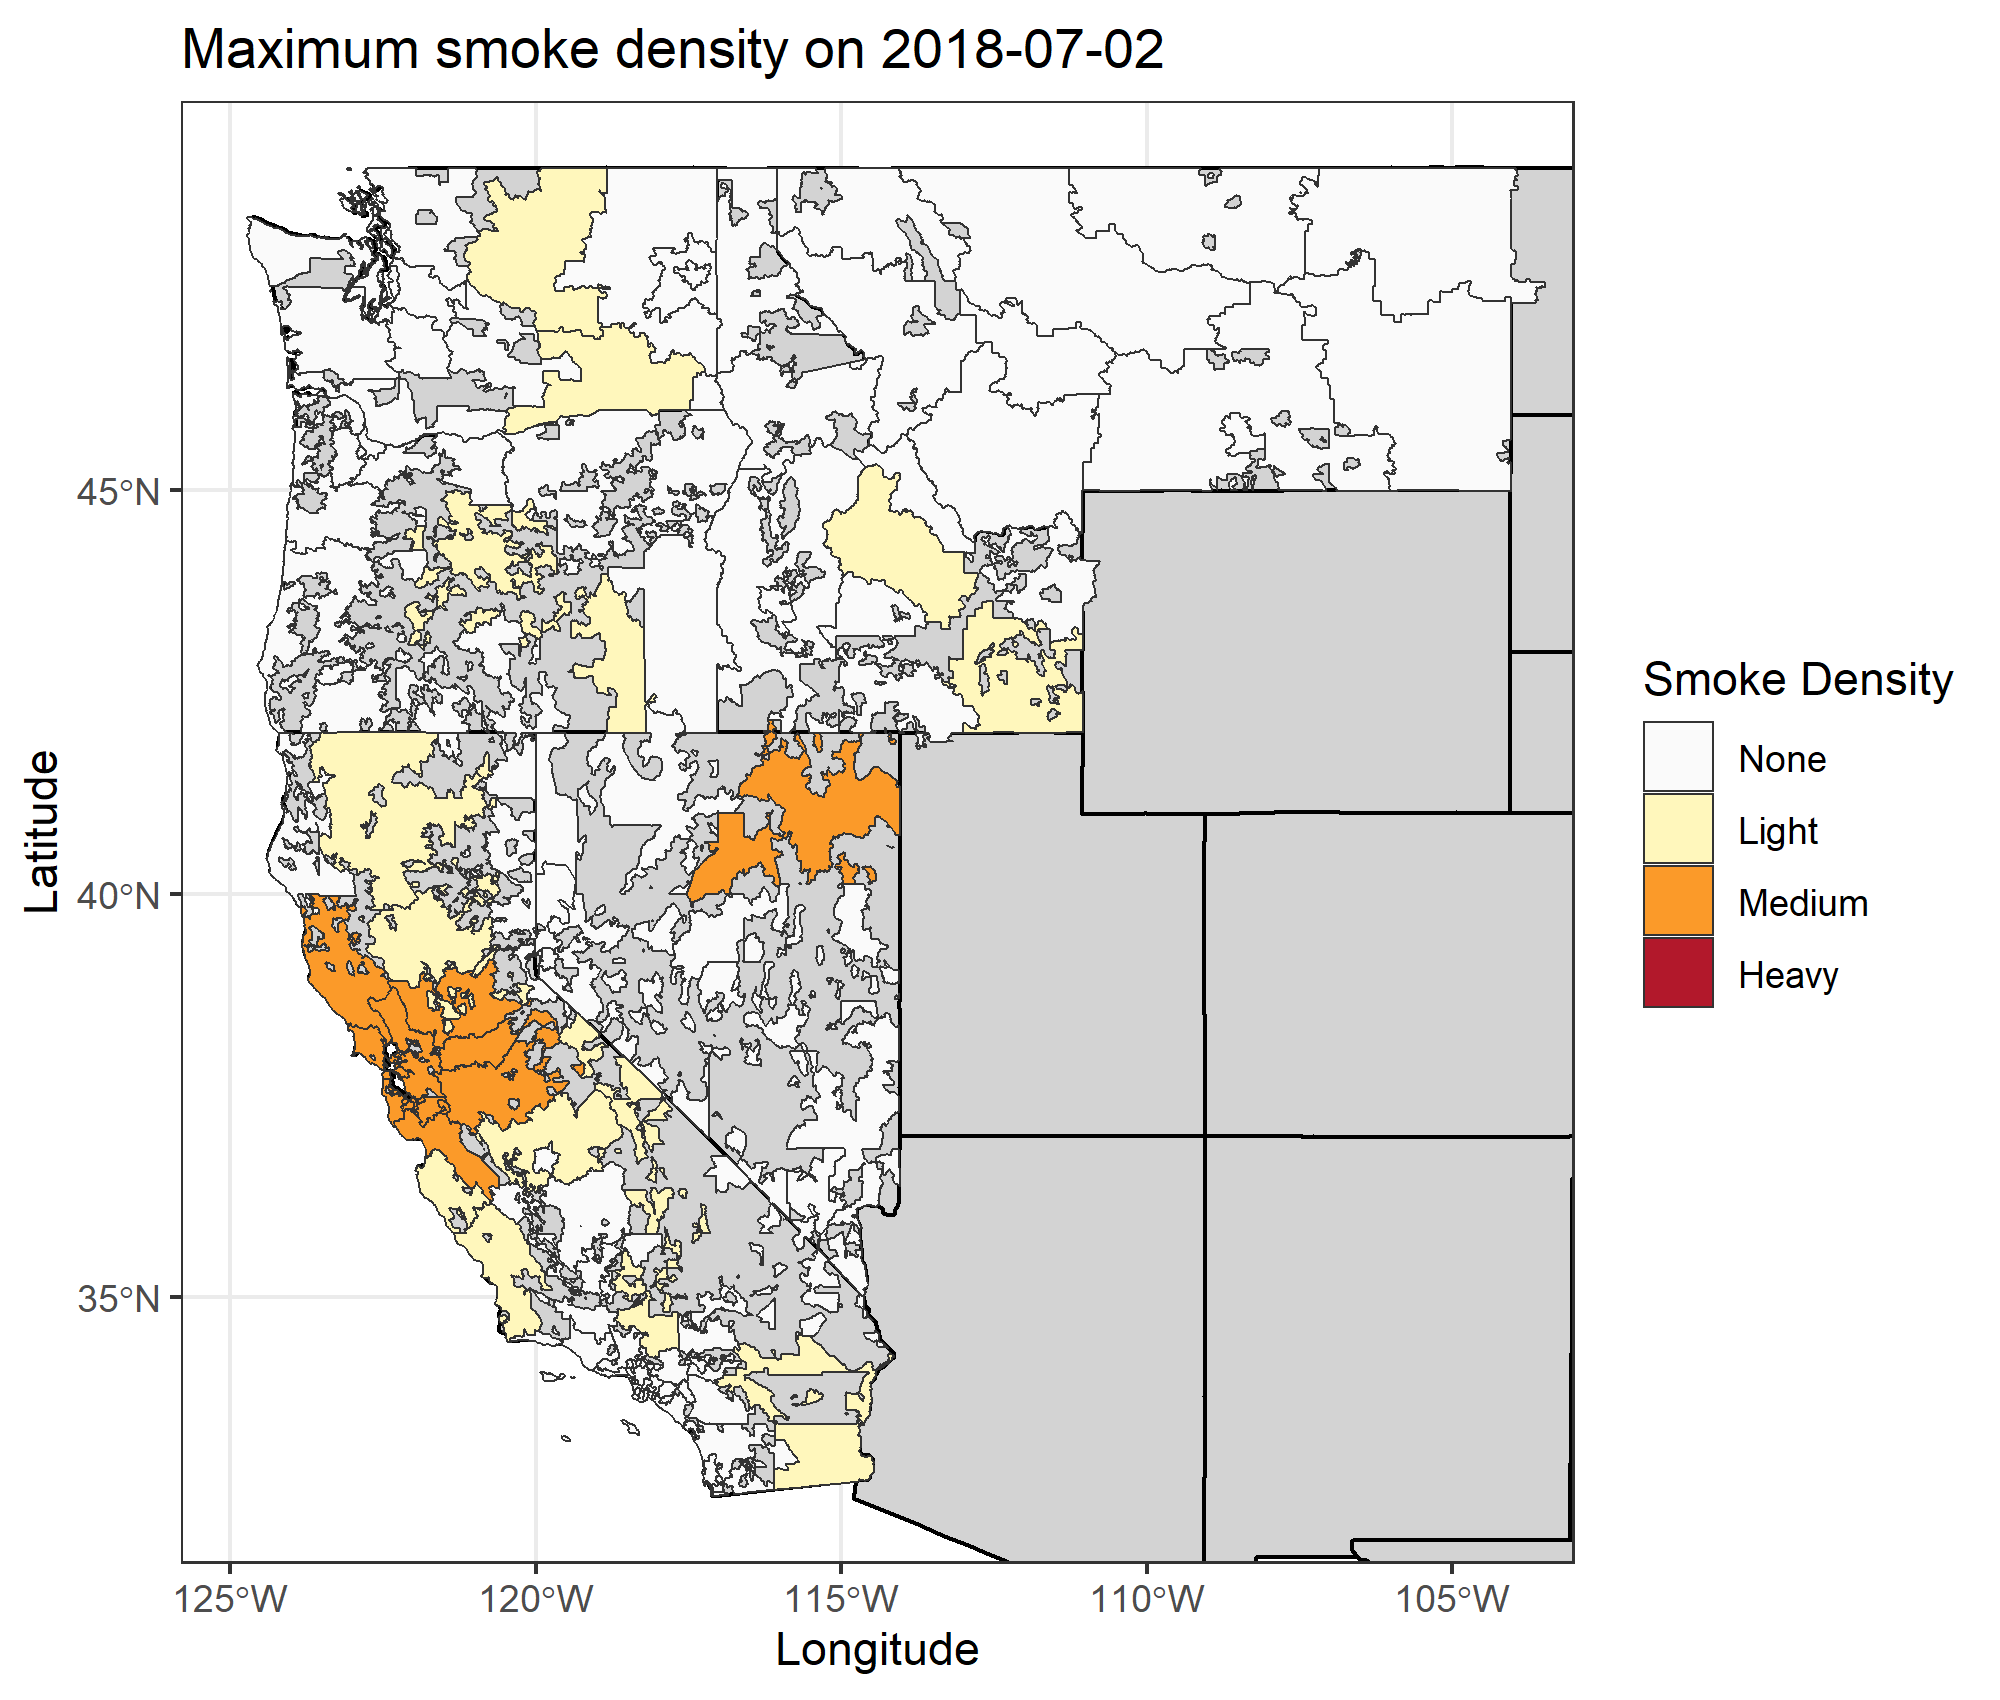 Maximum smoke density on 2018-07-02
45°N
40°N
35°N
Latitude
125°W
120°W
115°W
110°W
105°W
Longitude
Smoke Density
None
Light
Medium
Heavy